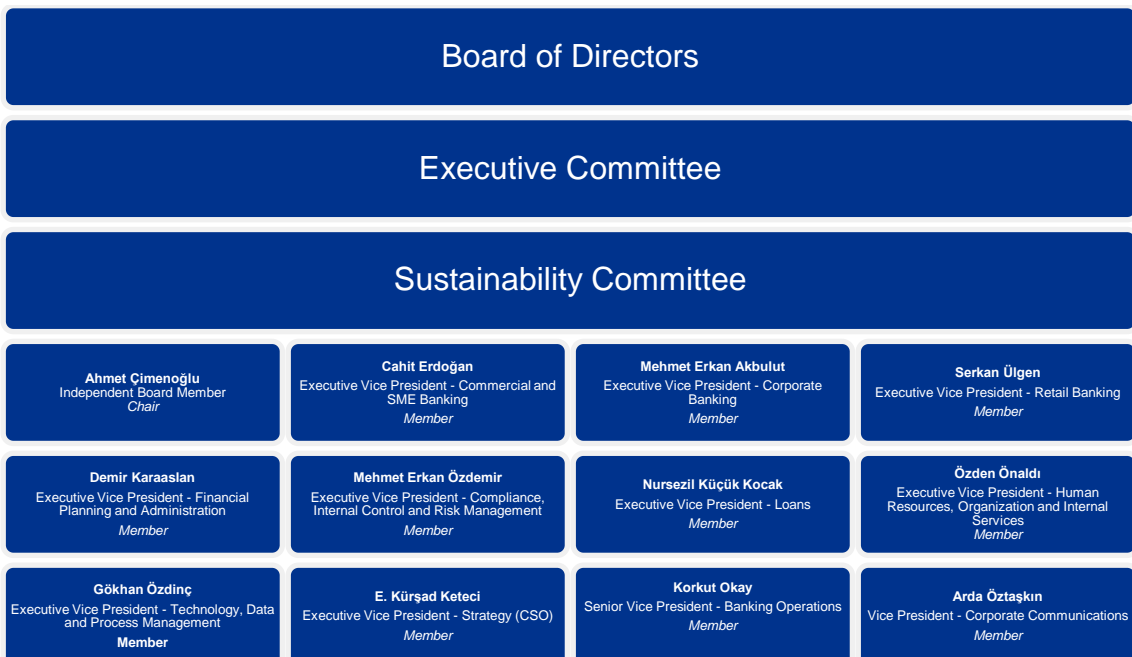 Board of Directors
Executive Committee
Sustainability Committee
Ahmet Çimenoğlu
Independent Board Member
Chair
Cahit Erdoğan
Executive Vice President - Commercial and
SME Banking
Member
Mehmet Erkan Akbulut
Executive Vice President - Corporate
Banking
Member
Serkan Ülgen
Executive Vice President - Retail Banking
Member
Demir Karaaslan
Executive Vice President - Financial
Planning and Administration
Member
Mehmet Erkan Özdemir
Executive Vice President - Compliance,
Internal Control and Risk Management
Member
Nursezil Küçük Kocak
Executive Vice President - Loans
Member
Özden Önaldı
Executive Vice President - Human
Resources, Organization and Internal
Services
Member
Gökhan Özdinç
Executive Vice President - Technology, Data
and Process Management
Member
E. Kürşad Keteci
Executive Vice President - Strategy (CSO)
Member
Korkut Okay
Senior Vice President - Banking Operations
Member
Arda Öztaşkın
Vice President - Corporate Communications
Member